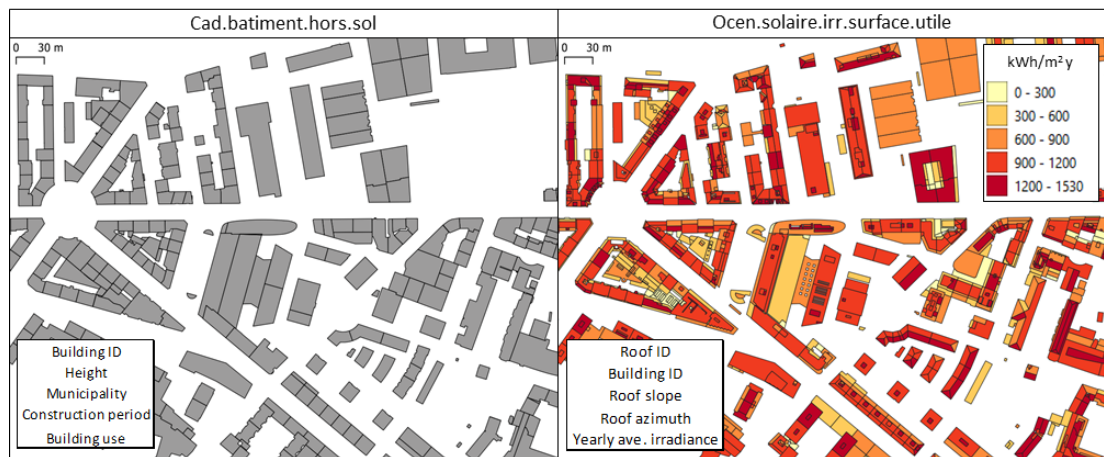 Cad.batiment.hors.sol
Ocen.solaire.irr.surface.utile
0 30 m
0 30 m
kWh/m² y
0 - 300
300 - 600
600 - 900
900 - 1200
1200 - 1530
Building ID
Height
Municipality
Construction period
Building use
Roof ID
Building ID
Roof slope
Roof azimuth
Yearly ave. irradiance